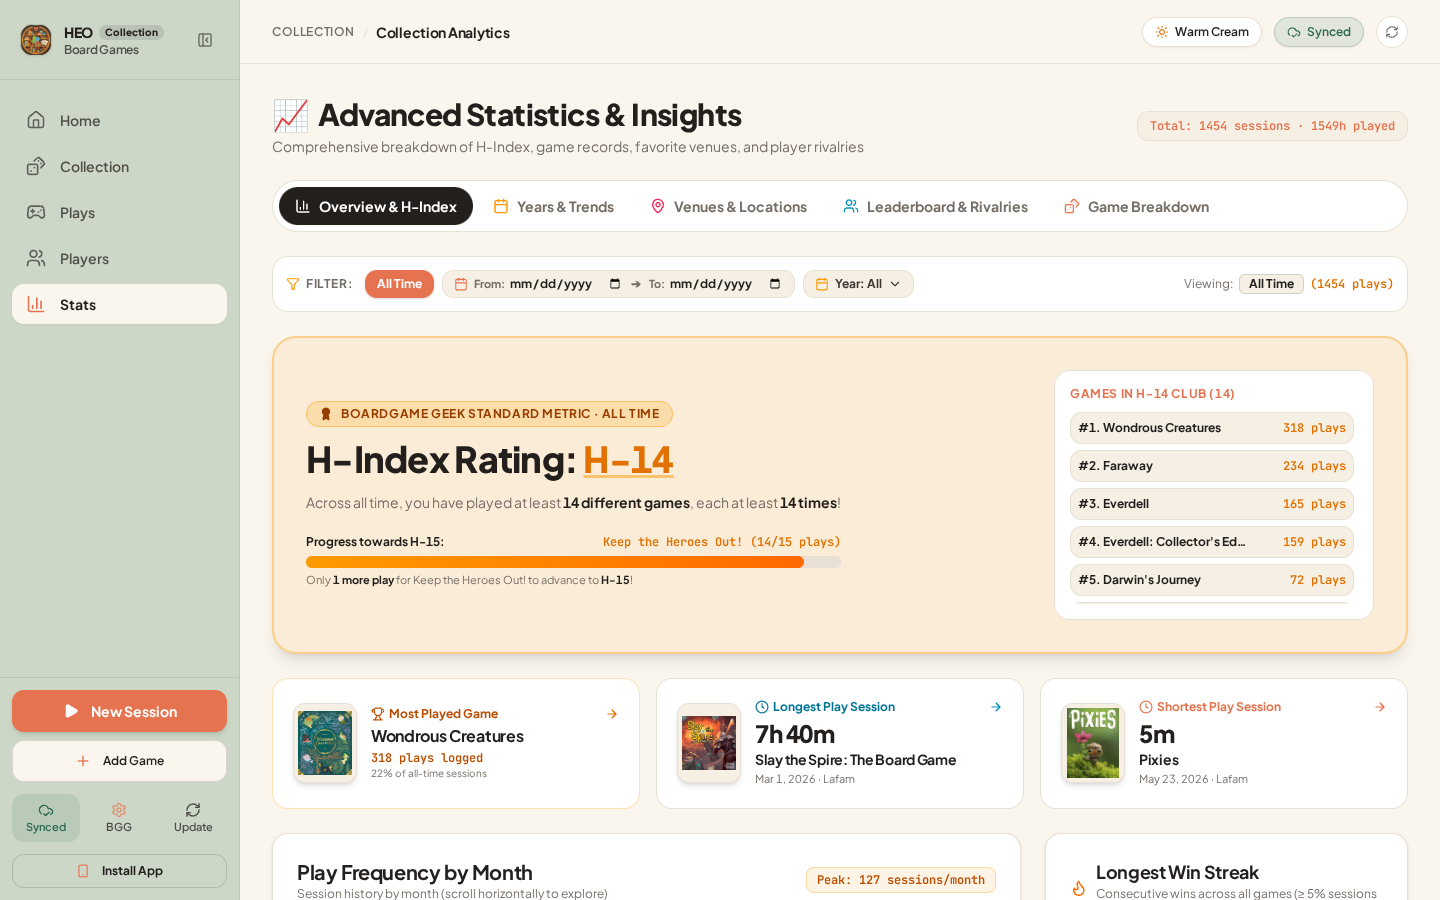 HEO Collection
Board Games
Home
Collection
Plays
Players
Stats
New Session
Add Game
Synced
BGG
Update
Install App
COLLECTION / Collection Analytics
Warm Cream
Synced
📈 Advanced Statistics & Insights
Comprehensive breakdown of H-Index, game records, favorite venues, and player rivalries
Total: 1454 sessions · 1549h played
Overview & H-Index
Years & Trends
Venues & Locations
Leaderboard & Rivalries
Game Breakdown
FILTER:
All Time
From: mm/dd/yyyy
➔ To: mm/dd/yyyy
Year: All
Viewing: All Time (1454 plays)
BOARDGAME GEEK STANDARD METRIC · ALL TIME
H-Index Rating: H-14
Across all time, you have played at least 14 different games, each at least 14 times!
Progress towards H-15:
Keep the Heroes Out! (14/15 plays)
Only 1 more play for Keep the Heroes Out! to advance to H-15!
GAMES IN H-14 CLUB (14)
#1. Wondrous Creatures 318 plays
#2. Faraway 234 plays
#3. Everdell 165 plays
#4. Everdell: Collector's Ed... 159 plays
#5. Darwin's Journey 72 plays
Most Played Game
Wondrous Creatures
318 plays logged
22% of all-time sessions
Slay the Spire
Longest Play Session
7h 40m
Slay the Spire: The Board Game
Mar 1, 2026 · Lafam
PIXIES
Shortest Play Session
5m
Pixies
May 23, 2026 · Lafam
Play Frequency by Month
Session history by month (scroll horizontally to explore)
Peak: 127 sessions/month
Longest Win Streak
Consecutive wins across all games (≥ 5% sessions